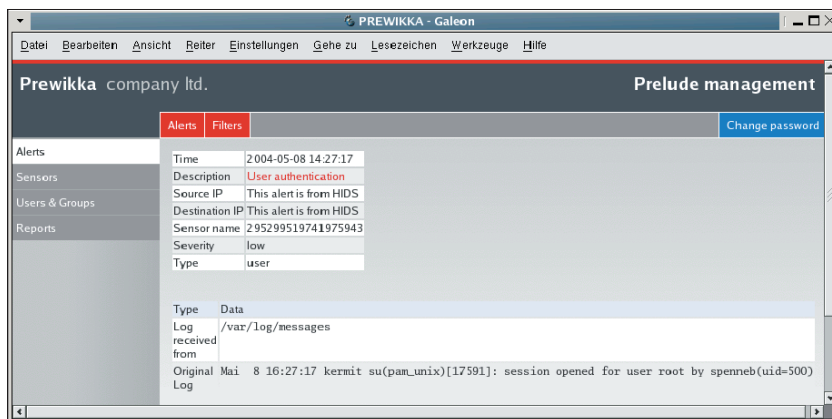 PREWIKKA - Galeon
Datei Bearbeiten Ansicht Reiter Einstellungen Gehe zu Lesezeichen Werkzeuge Hilfe
Prewikka company ltd. Prelude management
Alerts Filters Change password
Alerts
Sensors
Users & Groups
Reports
Time 2004-05-08 14:27:17
Description User authentication
Source IP This alert is from HIDS
Destination IP This alert is from HIDS
Sensor name 295299519741975943
Severity low
Type user
Type Data
Log /var/log/messages
received
from
Original Mai 8 16:27:17 kermit su(pam_unix)[17591]: session opened for user root by spenneb(uid=500)
Log